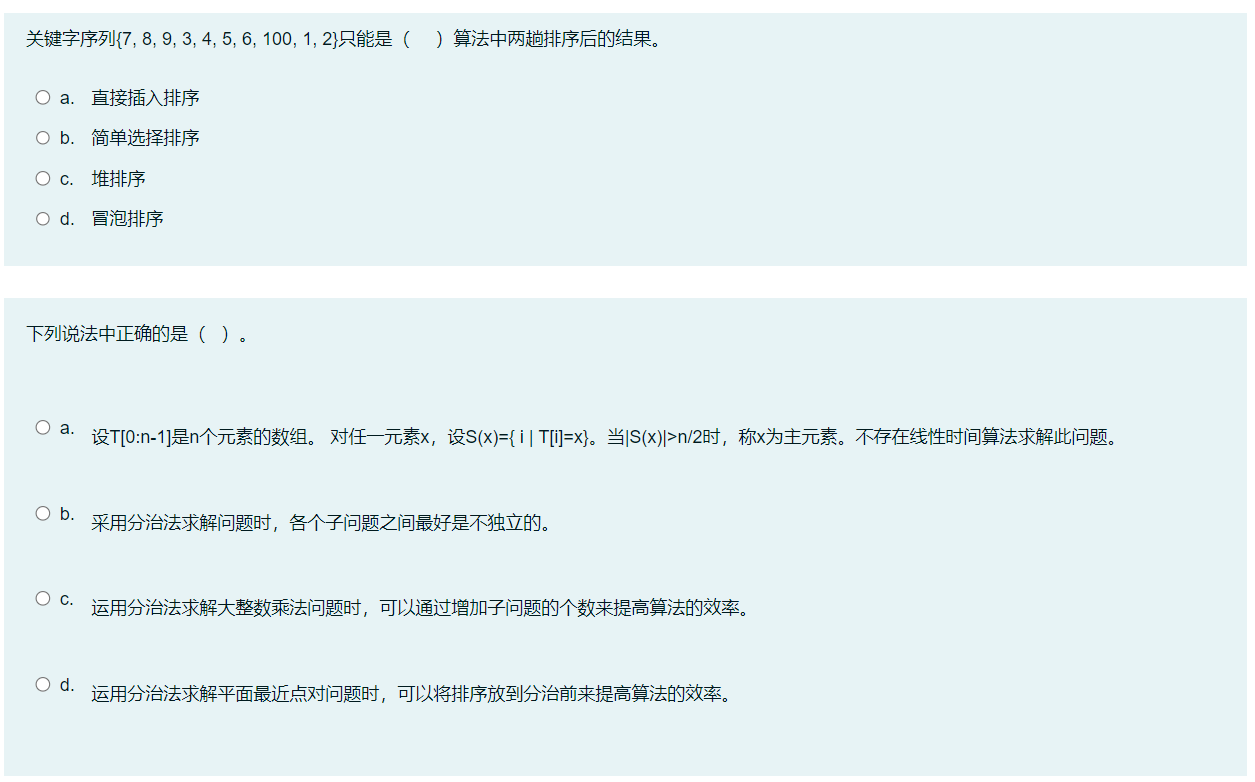 关键字序列{7, 8, 9, 3, 4, 5, 6, 100, 1, 2}只能是（ ）算法中两趟排序后的结果。
a. 直接插入排序
b. 简单选择排序
c. 堆排序
d. 冒泡排序
下列说法中正确的是（ ）。
a. 设T[0:n-1]是n个元素的数组。 对任一元素x，设S(x)={ i | T[i]=x}。当|S(x)|>n/2时，称x为主元素。不存在线性时间算法求解此问题。
b. 采用分治法求解问题时，各个子问题之间最好是不独立的。
c. 运用分治法求解大整数乘法问题时，可以通过增加子问题的个数来提高算法的效率。
d. 运用分治法求解平面最近点对问题时，可以将排序放到分治前来提高算法的效率。